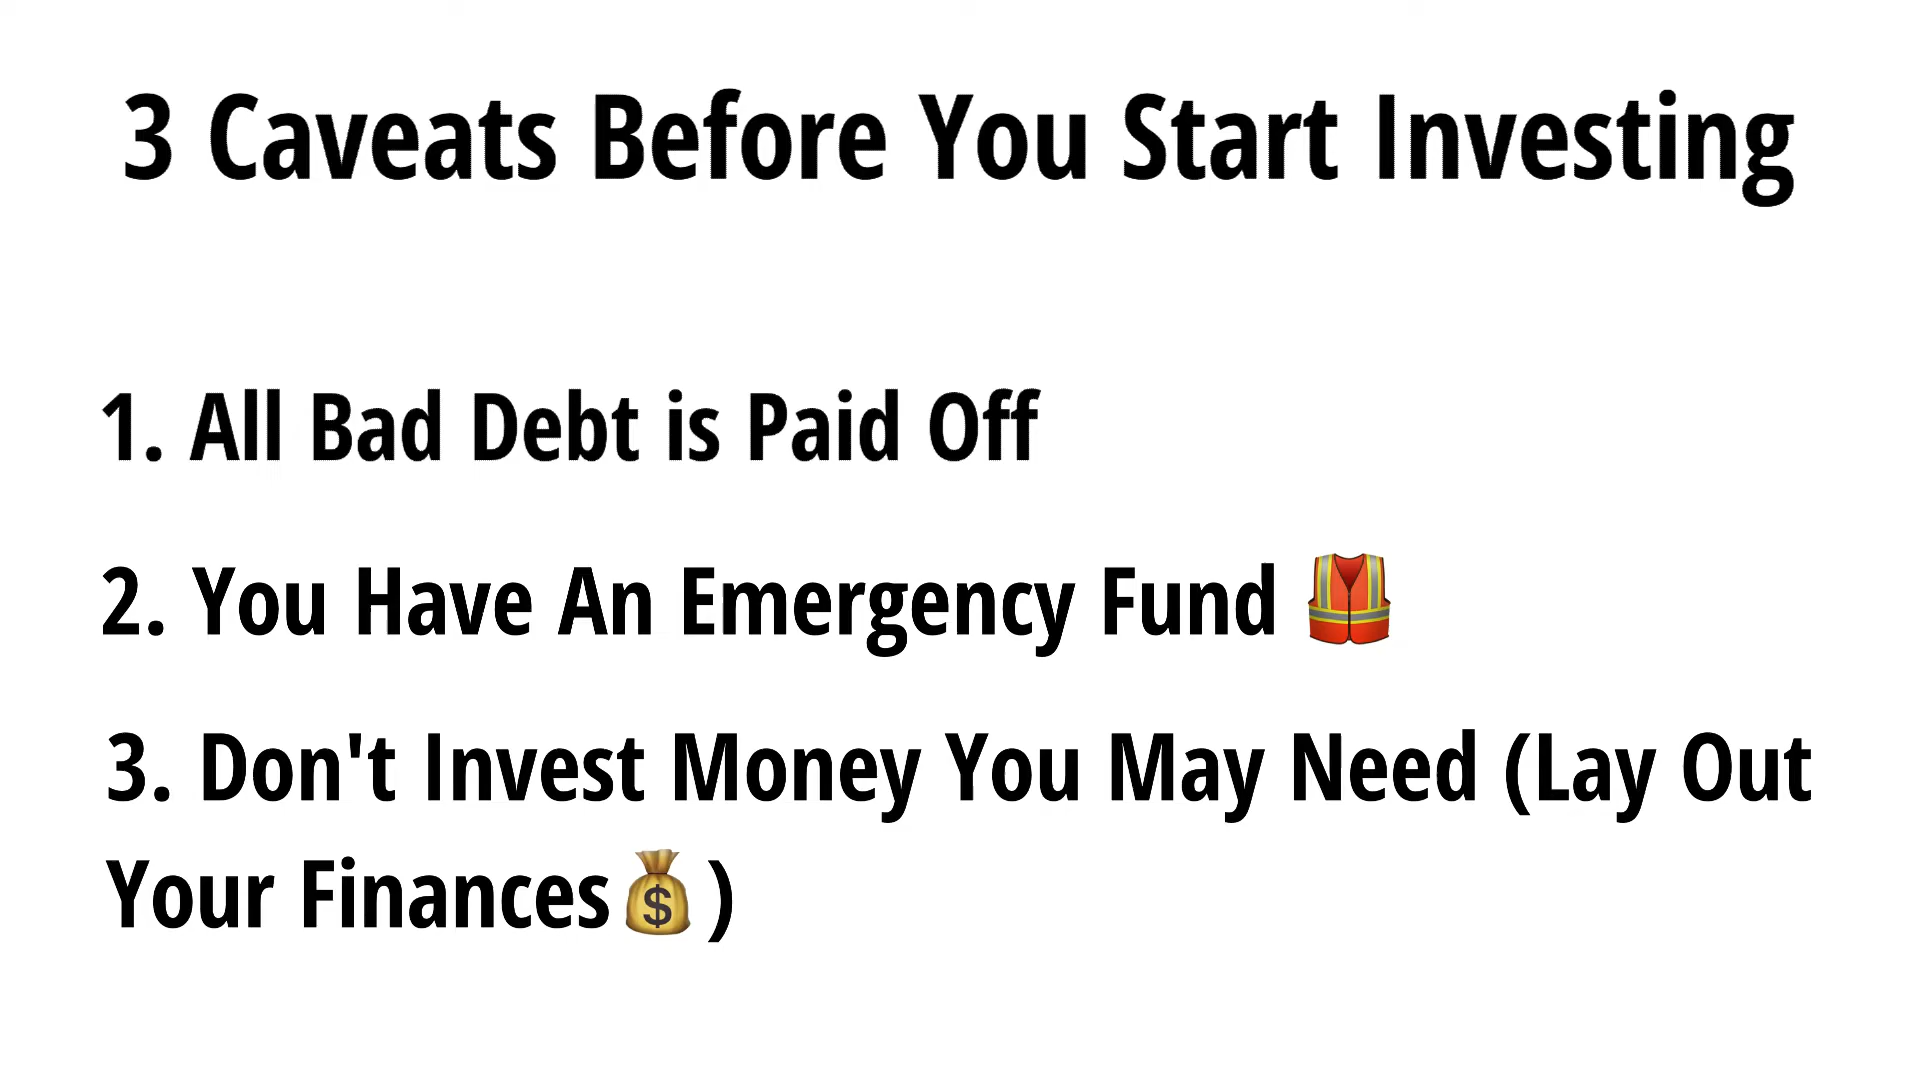 3 Caveats Before You Start Investing
1. All Bad Debt is Paid Off
2. You Have An Emergency Fund 🦺
3. Don't Invest Money You May Need (Lay Out
Your Finances💰)